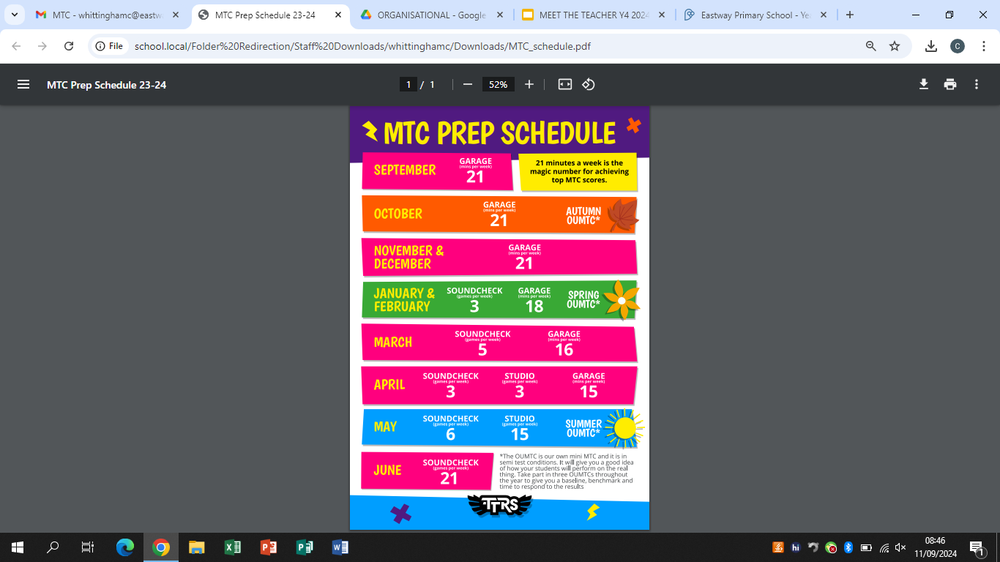 MTC - whittinghamc@eastw
MTC Prep Schedule 23-24
ORGANISATIONAL - Google
MEET THE TEACHER Y4 2024
Eastway Primary School - Yea
File
school.local/Folder%20Redirection/Staff%20Downloads/whittinghamc/Downloads/MTC_schedule.pdf
C
MTC Prep Schedule 23-24
1 / 1
52%
MTC PREP SCHEDULE
SEPTEMBER
GARAGE
(mins per week)
21
21 minutes a week is the
magic number for achieving
top MTC scores.
OCTOBER
GARAGE
(mins per week)
21
AUTUMN
OUMTC*
NOVEMBER &
DECEMBER
GARAGE
(mins per week)
21
JANUARY &
FEBRUARY
SOUNDCHECK
(games per week)
3
GARAGE
(mins per week)
18
SPRING
OUMTC*
MARCH
SOUNDCHECK
(games per week)
5
GARAGE
(mins per week)
16
APRIL
SOUNDCHECK
(games per week)
3
STUDIO
(games per week)
3
GARAGE
(mins per week)
15
MAY
SOUNDCHECK
(games per week)
6
STUDIO
(games per week)
15
SUMMER
OUMTC*
JUNE
SOUNDCHECK
(games per week)
21
*The OUMTC is our own mini MTC and it is in
semi test conditions. It will give you a good idea
of how your students will perform on the real
thing. Take part in three OUMTCs throughout
the year to give you a baseline, benchmark and
time to respond to the results
TTRS
hi
08:46
11/09/2024
1